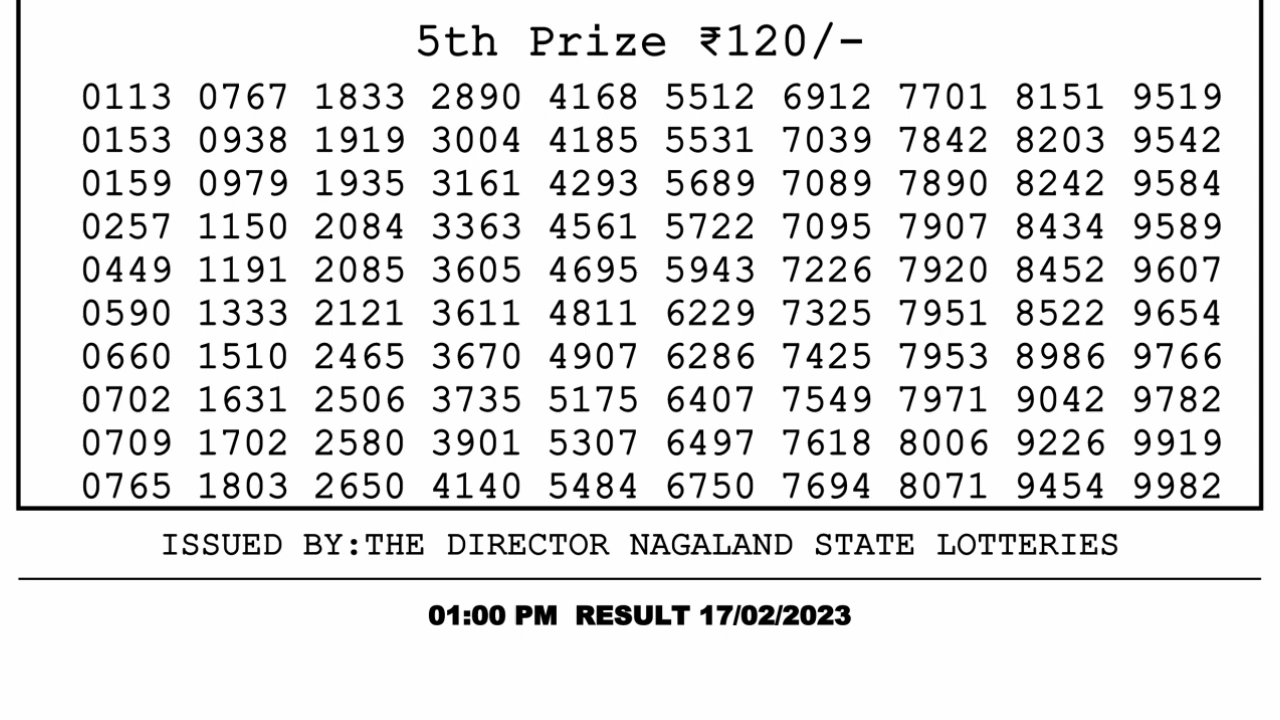 5th Prize ₹120/-
0113 0767 1833 2890 4168 5512 6912 7701 8151 9519
0153 0938 1919 3004 4185 5531 7039 7842 8203 9542
0159 0979 1935 3161 4293 5689 7089 7890 8242 9584
0257 1150 2084 3363 4561 5722 7095 7907 8434 9589
0449 1191 2085 3605 4695 5943 7226 7920 8452 9607
0590 1333 2121 3611 4811 6229 7325 7951 8522 9654
0660 1510 2465 3670 4907 6286 7425 7953 8986 9766
0702 1631 2506 3735 5175 6407 7549 7971 9042 9782
0709 1702 2580 3901 5307 6497 7618 8006 9226 9919
0765 1803 2650 4140 5484 6750 7694 8071 9454 9982
ISSUED BY:THE DIRECTOR NAGALAND STATE LOTTERIES
01:00 PM RESULT 17/02/2023